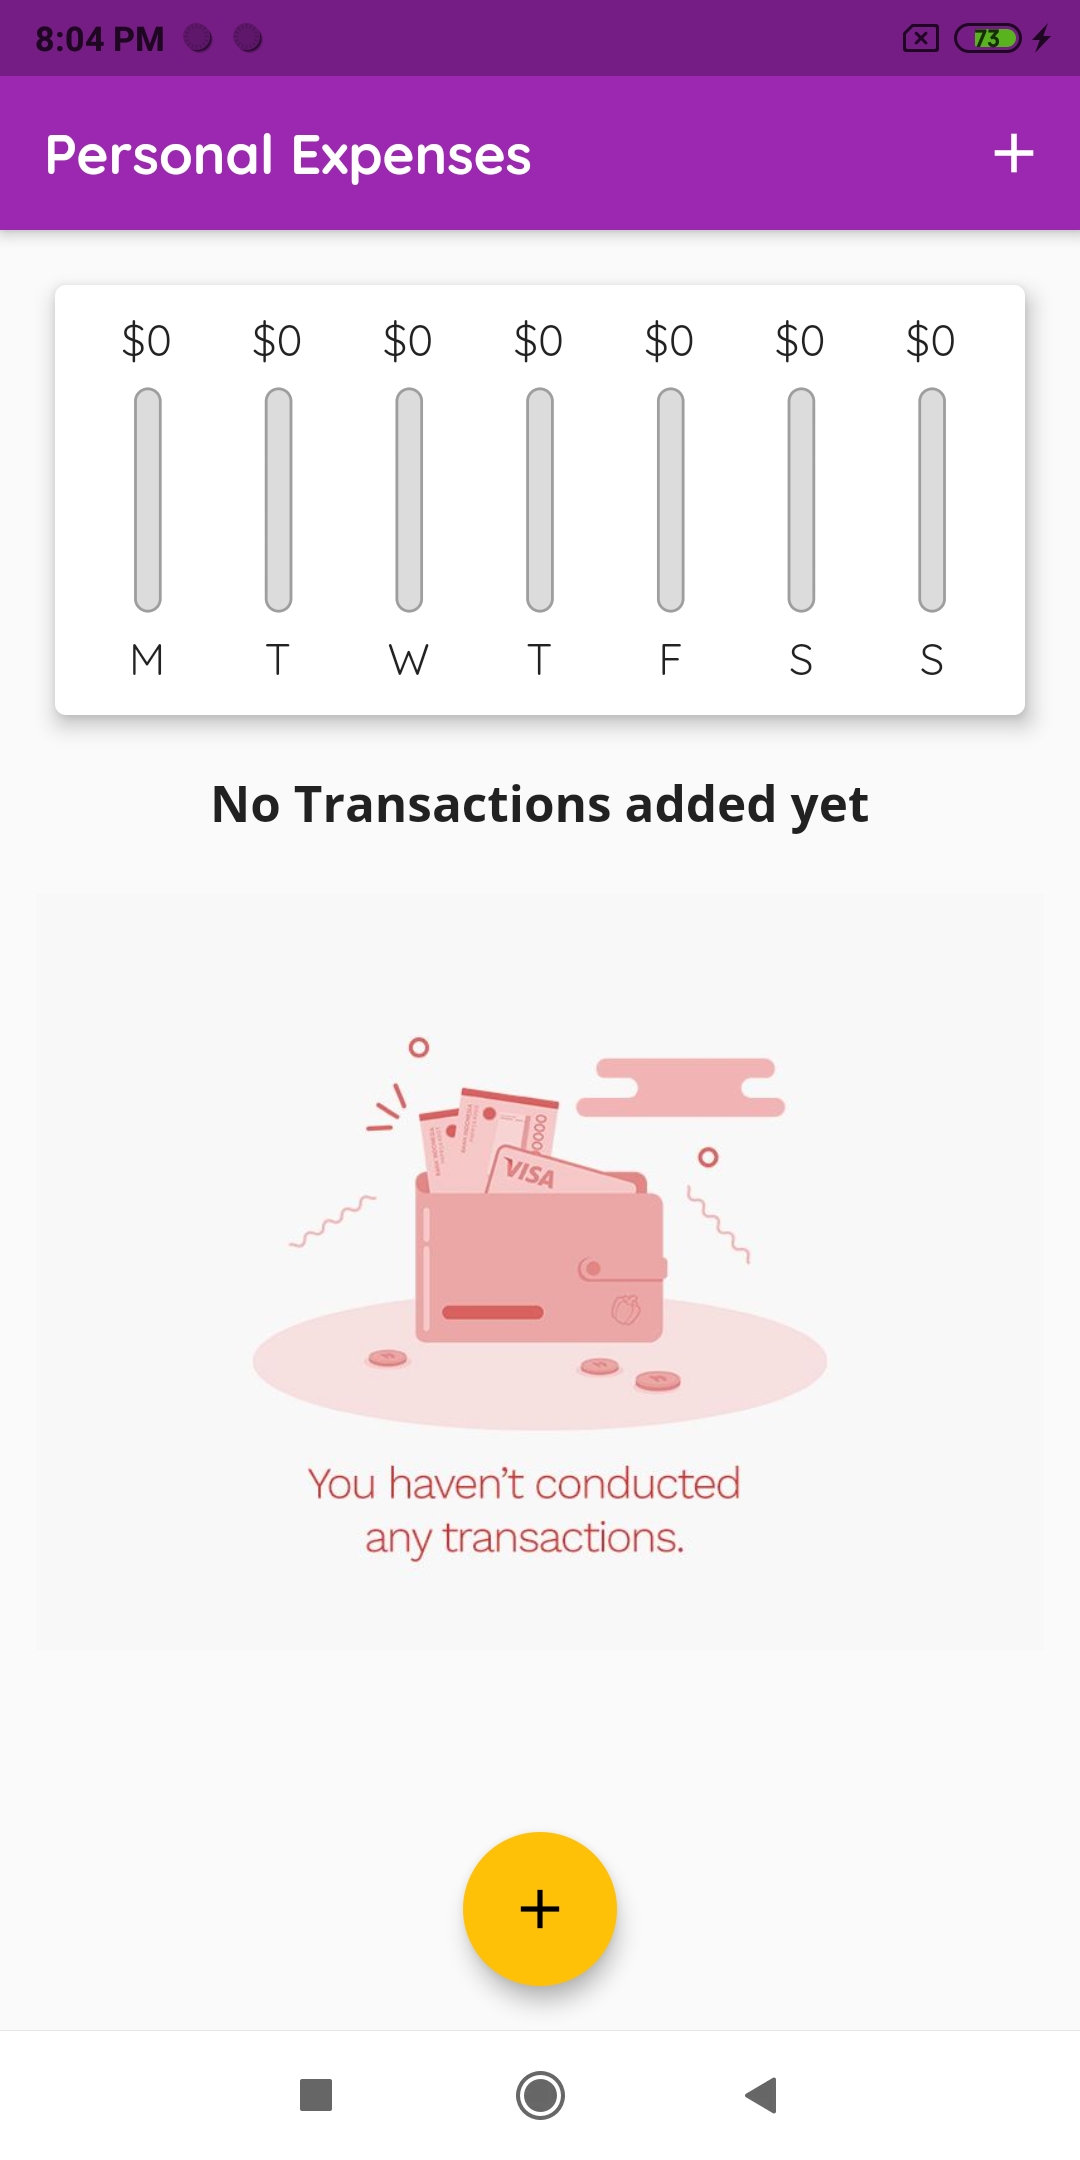 8:04 PM 73
Personal Expenses
$0 $0 $0 $0 $0 $0 $0
M T W T F S S
No Transactions added yet
0000
VISA
You haven’t conducted
any transactions.